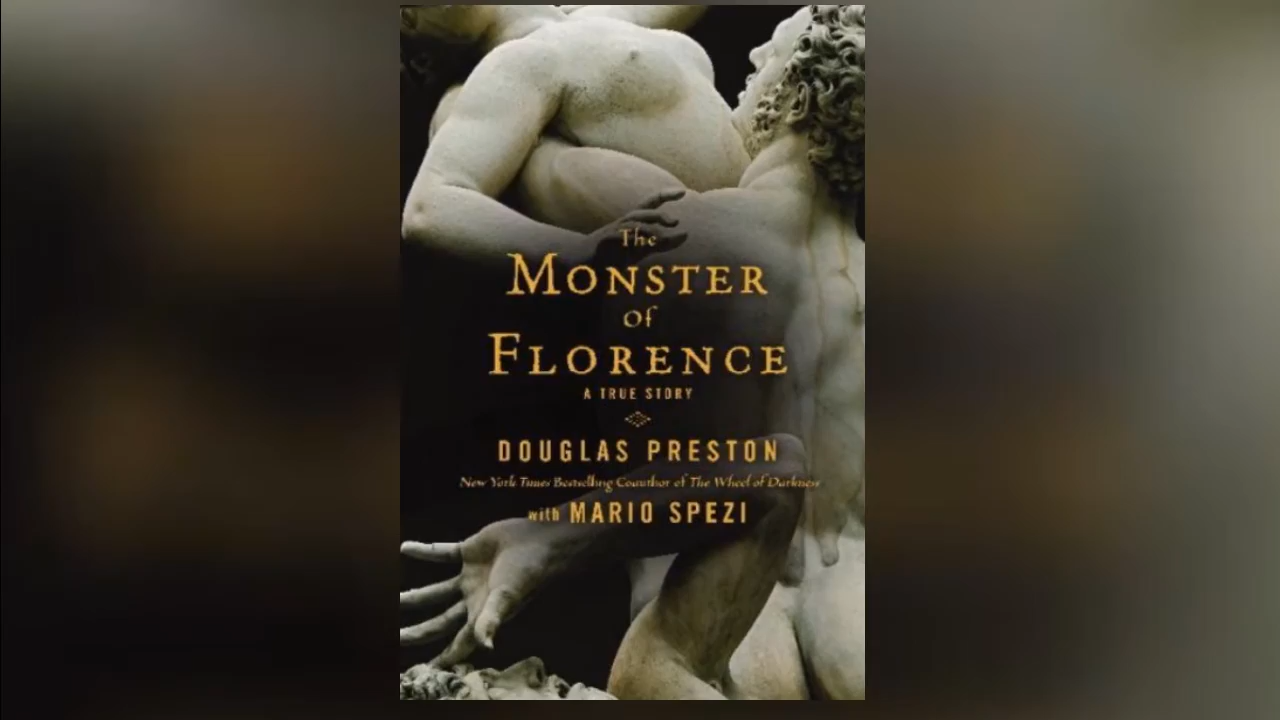 The
MONSTER
of
FLORENCE
A TRUE STORY
DOUGLAS PRESTON
New York Times Bestselling Coauthor of The Wheel of Darkness
with MARIO SPEZI